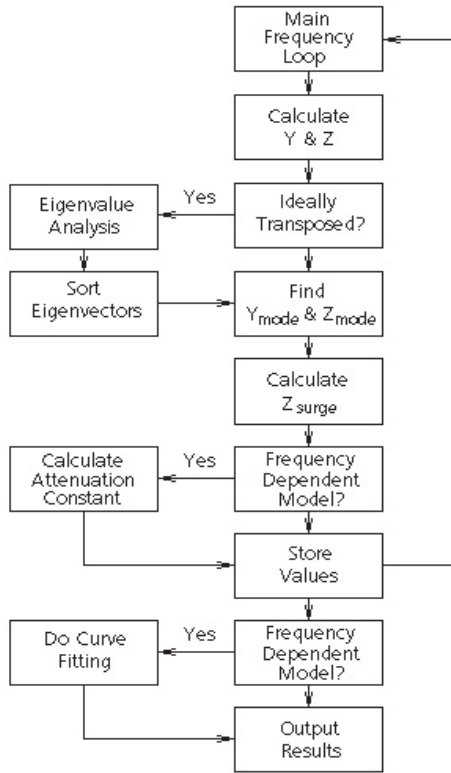 Main
Frequency
Loop
Calculate
Y & Z
Yes
Ideally
Transposed?
Eigenvalue
Analysis
Sort
Eigenvectors
Find
Ymode & Zmode
Calculate
Zsurge
Yes
Frequency
Dependent
Model?
Calculate
Attenuation
Constant
Store
Values
Yes
Frequency
Dependent
Model?
Do Curve
Fitting
Output
Results